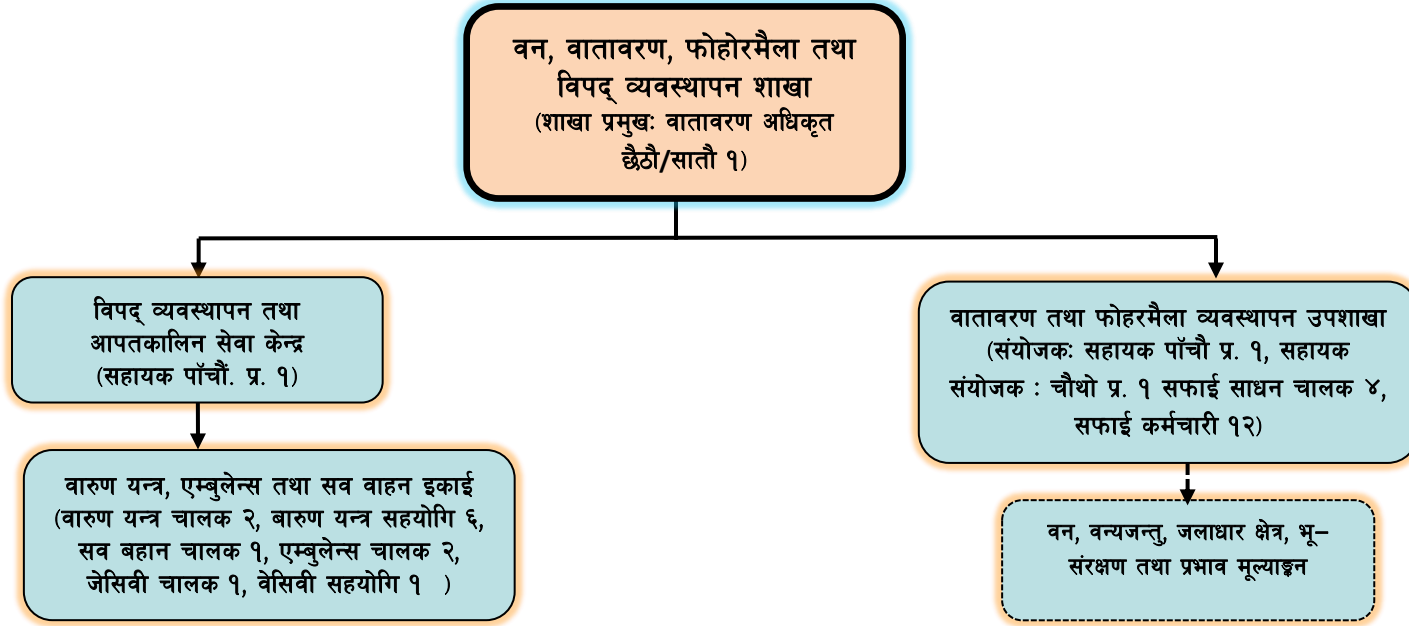 वन, वातावरण, फोहोरमैला तथा
विपद् व्यवस्थापन शाखा
(शाखा प्रमुखः वातावरण अधिकृत
छैठौ/सातौ १)
विपद् व्यवस्थापन तथा
आपतकालिन सेवा केन्द्र
(सहायक पाॅचौं. प्र. १)
वारुण यन्त्र, एम्बुलेन्स तथा सव वाहन इकाई
(वारुण यन्त्र चालक २, बारुण यन्त्र सहयोगि ६,
सव बहान चालक १, एम्बुलेन्स चालक २,
जेसिवी चालक १, वेसिवी सहयोगि १ )
वातावरण तथा फोहरमैला व्यवस्थापन उपशाखा
(संयोजकः सहायक पाॅचौ प्र. १, सहायक
संयोजक : चौथो प्र. १ सफाई साधन चालक ४,
सफाई कर्मचारी १२)
वन, वन्यजन्तु, जलाधार क्षेत्र, भू–
संरक्षण तथा प्रभाव मूल्याङ्कन